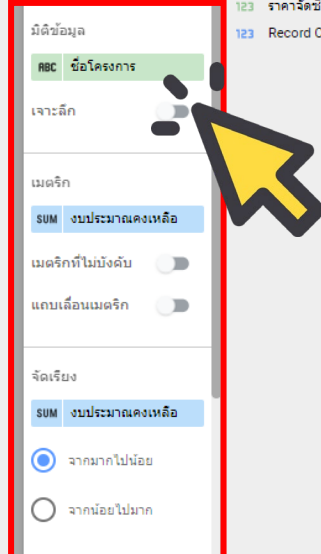 มิติข้อมูล
ABC ชื่อโครงการ
เจาะลึก
เมตริก
SUM งบประมาณคงเหลือ
เมตริกที่ไม่บังคับ
แถบเลื่อนเมตริก
จัดเรียง
SUM งบประมาณคงเหลือ
จากมากไปน้อย
จากน้อยไปมาก
123 ราคาจัดซื
123 Record C